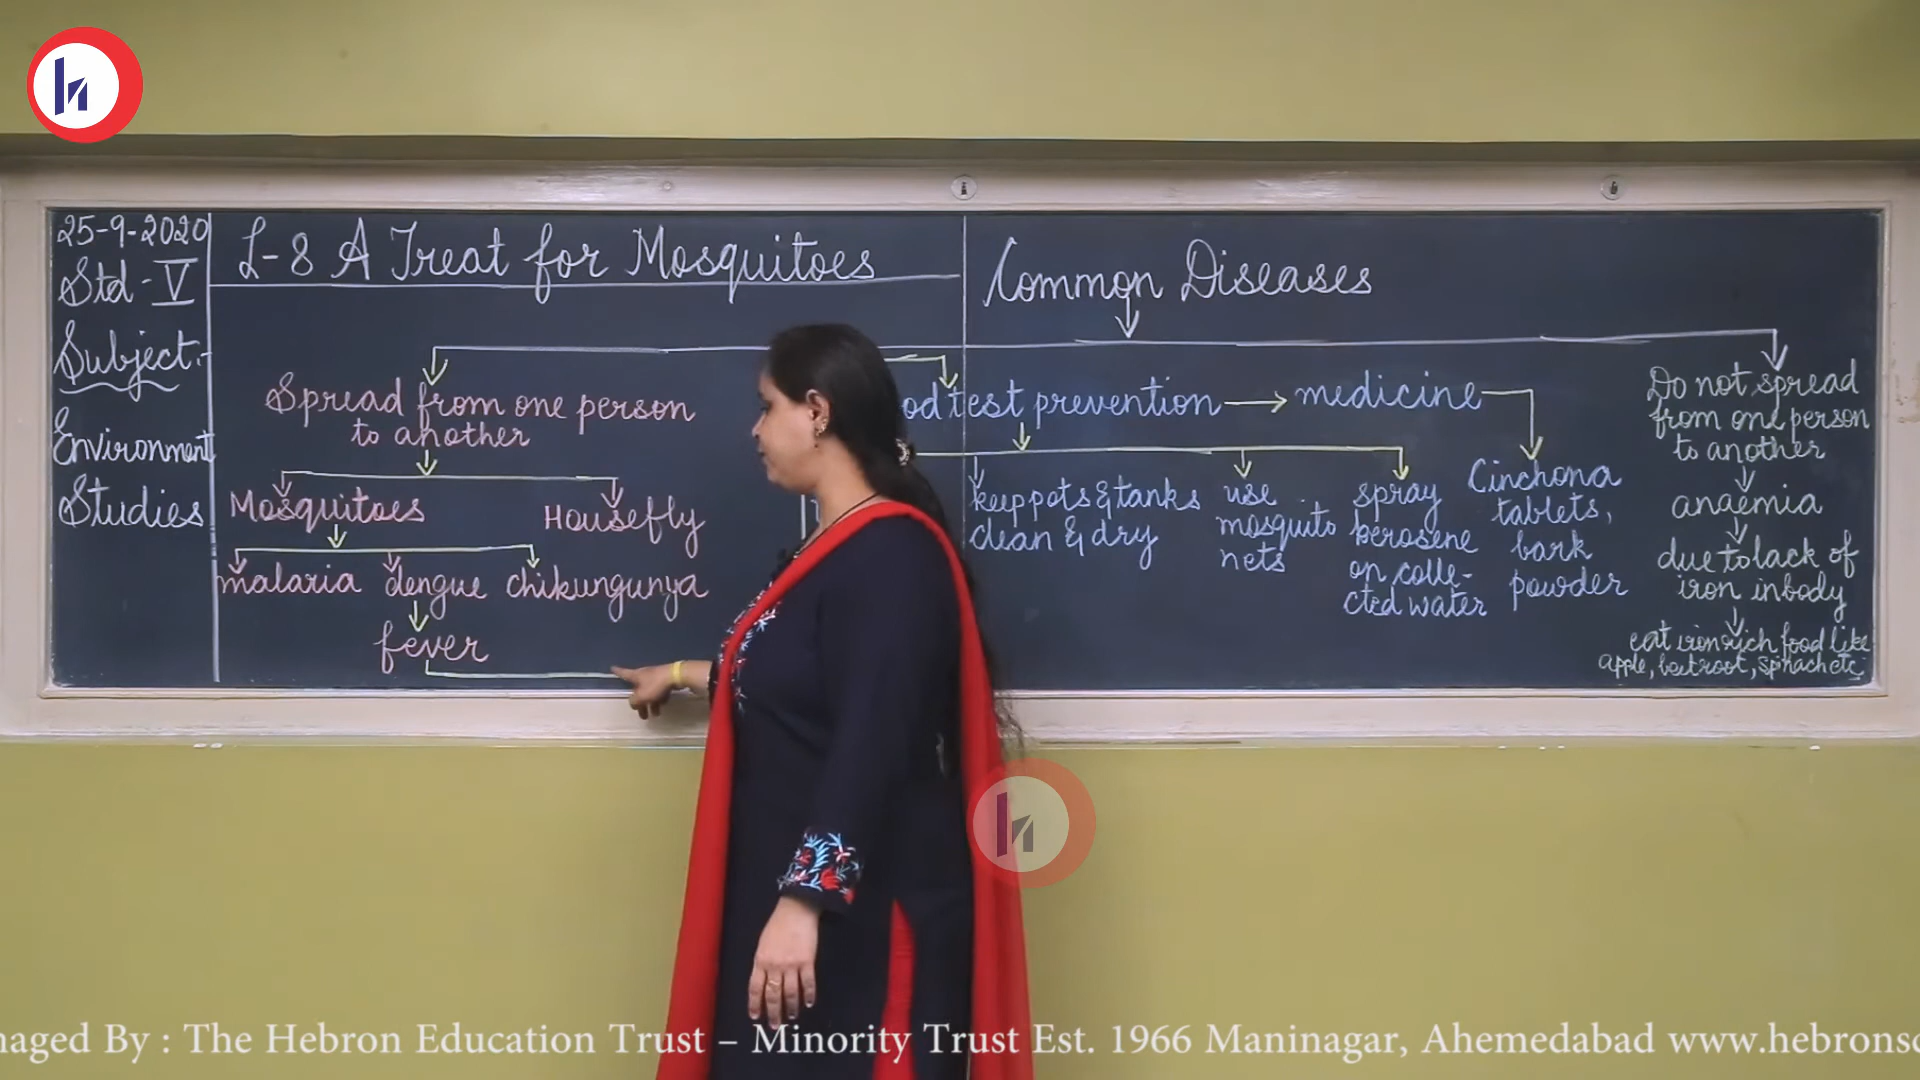 25-9-2020
Std - V
Subject:-
Environment
Studies
L-8 A Treat for Mosquitoes
Common Diseases
Spread from one person
to another
Mosquitoes
Housefly
malaria dengue chikungunya
fever
test prevention → medicine
keep pots & tanks
clean & dry
use
mosquito
nets
spray
kerosene
on colle-
cted water
Cinchona
tablets,
bark
powder
Do not spread
from one person
to another
anaemia
due to lack of
iron in body
eat iron rich food like
apple, beetroot, spinach etc
naged By : The Hebron Education Trust – Minority Trust Est. 1966 Maninagar, Ahemedabad www.hebronsc